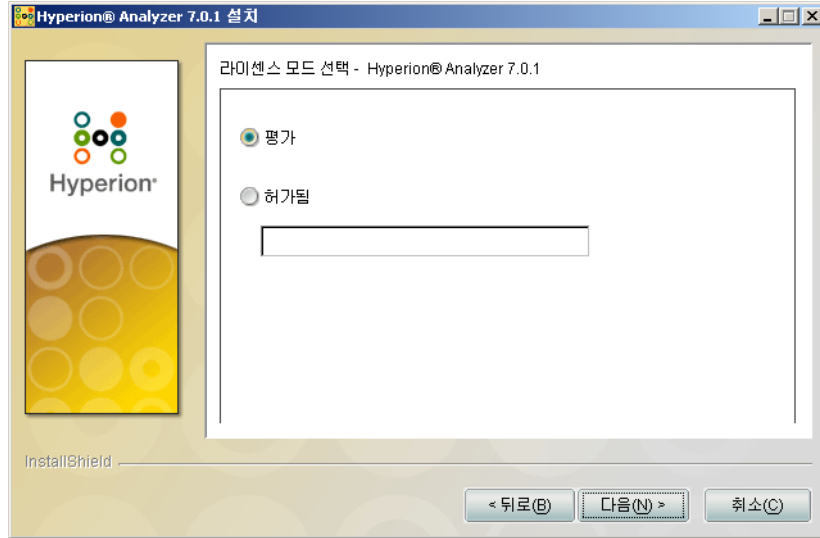 Hyperion® Analyzer 7.0.1 설치
라이센스 모드 선택 - Hyperion® Analyzer 7.0.1
평가
Hyperion
허가됨
InstallShield
< 뒤로(B)
다음(N) >
취소(C)